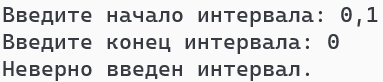 Введите начало интервала: 0,1
Введите конец интервала: 0
Неверно введен интервал.